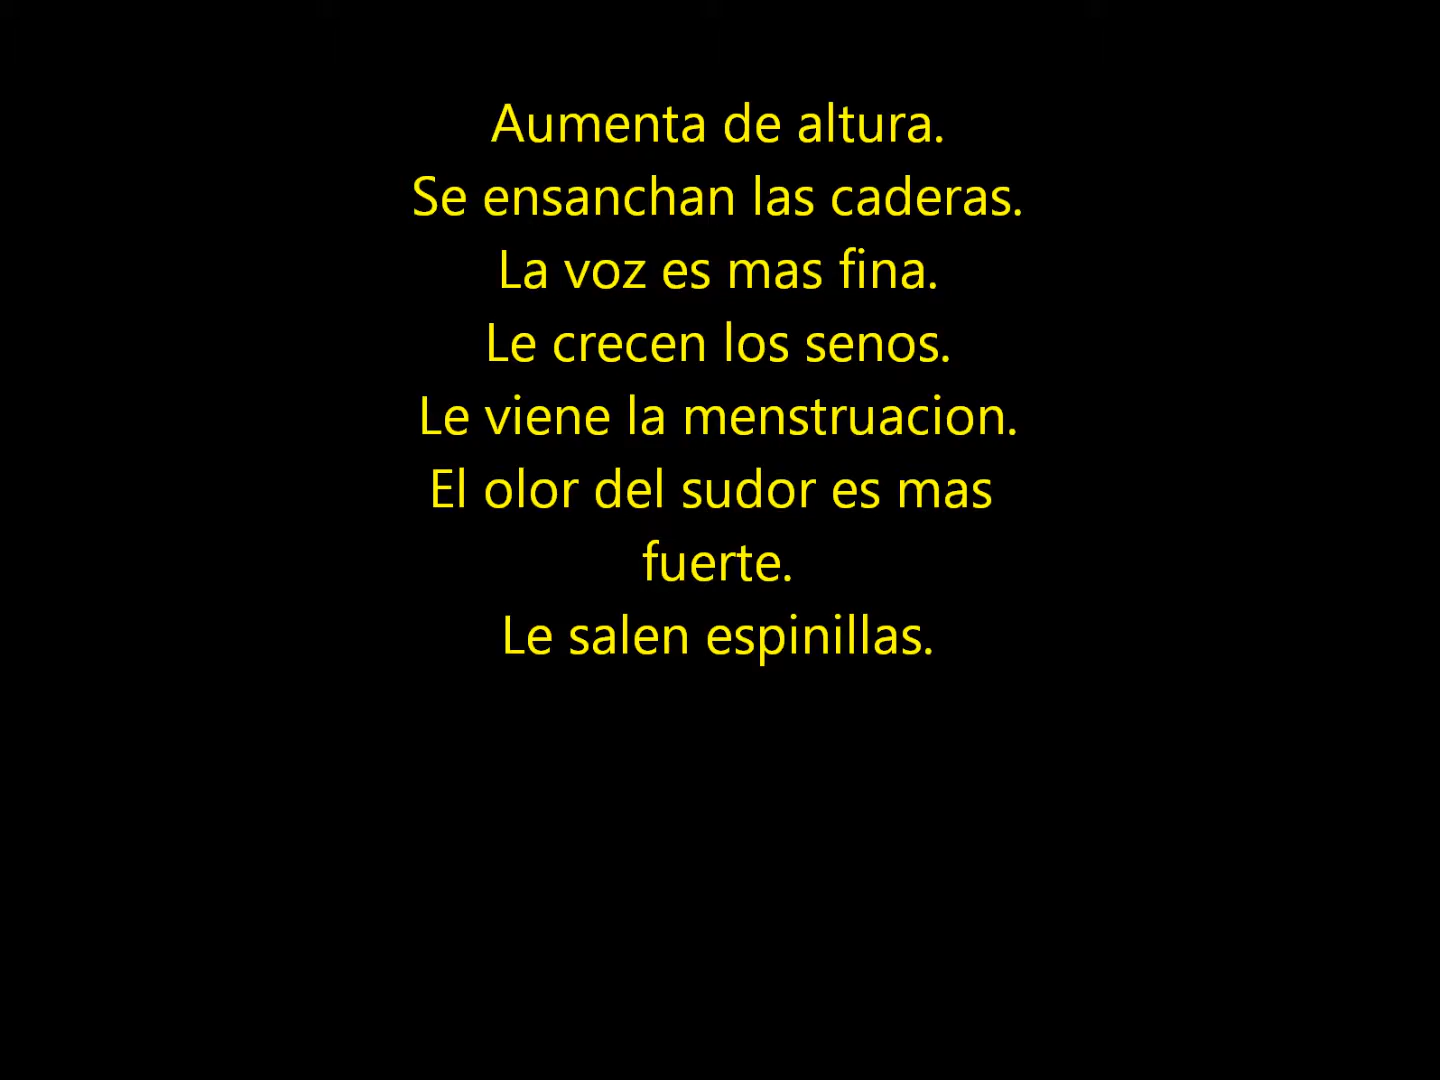 Aumenta de altura.
Se ensanchan las caderas.
La voz es mas fina.
Le crecen los senos.
Le viene la menstruacion.
El olor del sudor es mas
fuerte.
Le salen espinillas.